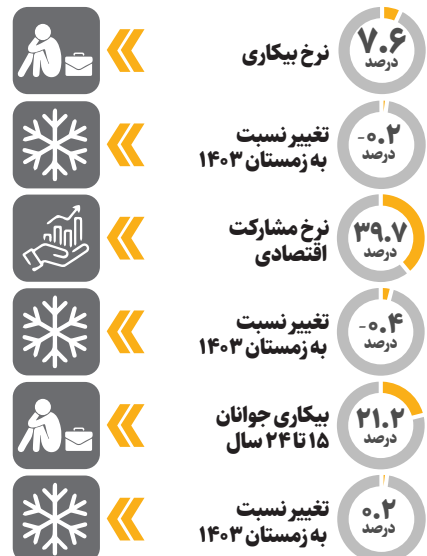 ۷.۶
درصد
نرخ بیکاری
-۰.۲
درصد
تغییر نسبت
به زمستان ۱۴۰۳
۳۹.۷
درصد
نرخ مشارکت
اقتصادی
-۰.۴
درصد
تغییر نسبت
به زمستان ۱۴۰۳
۲۱.۲
درصد
بیکاری جوانان
۱۵ تا ۲۴ سال
۰.۲
درصد
تغییر نسبت
به زمستان ۱۴۰۳